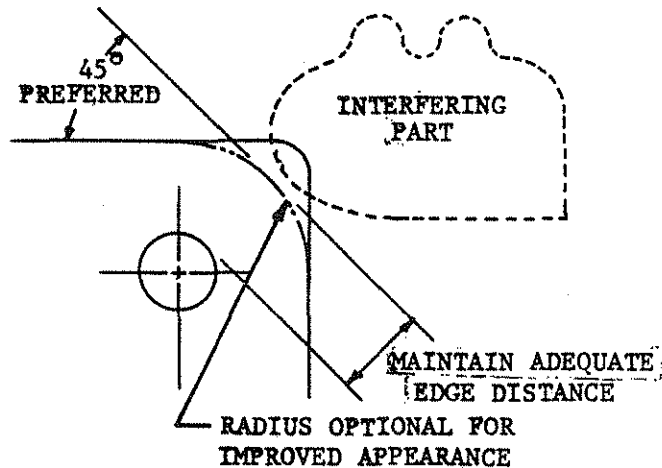 45°
PREFERRED
INTERFERING
PART
MAINTAIN ADEQUATE
EDGE DISTANCE
RADIUS OPTIONAL FOR
IMPROVED APPEARANCE